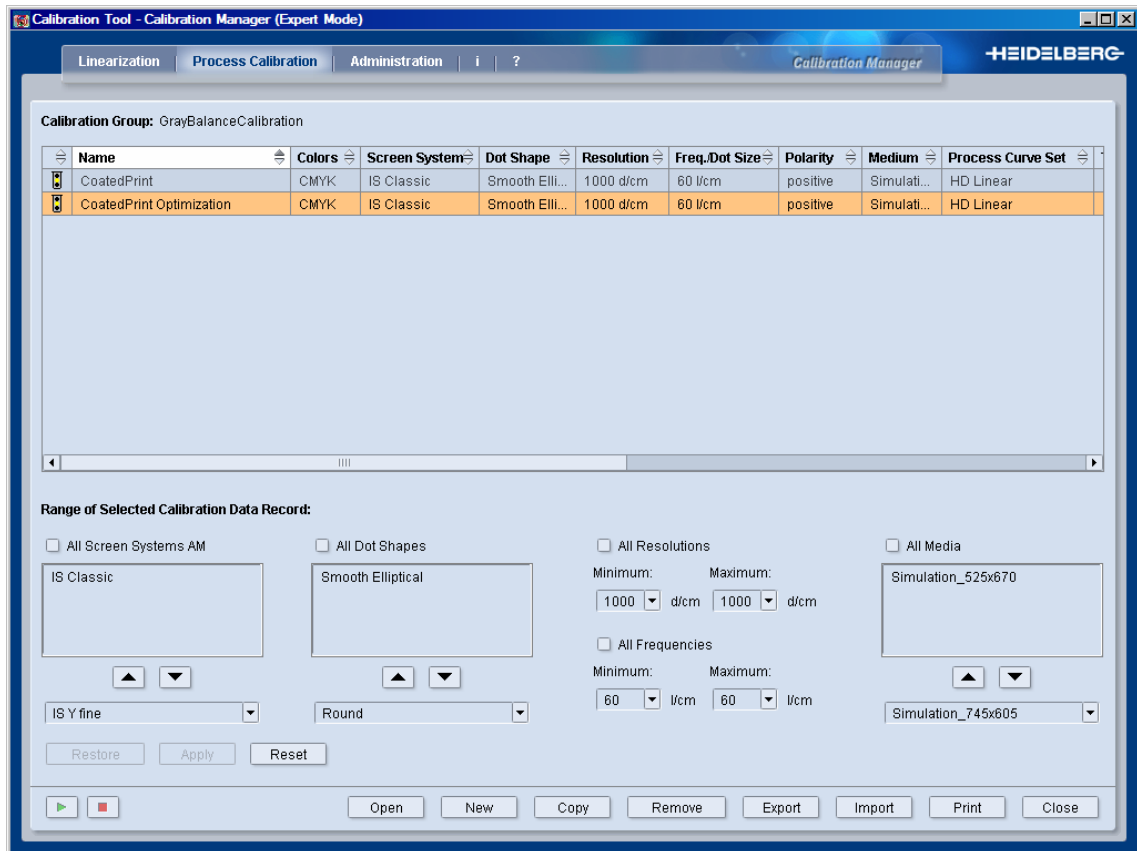 Calibration Tool - Calibration Manager (Expert Mode)
Linearization Process Calibration Administration i ? Calibration Manager HEIDELBERG
Calibration Group: GrayBalanceCalibration
Name Colors Screen System Dot Shape Resolution Freq./Dot Size Polarity Medium Process Curve Set
CoatedPrint CMYK IS Classic Smooth Elli... 1000 d/cm 60 l/cm positive Simulati... HD Linear
CoatedPrint Optimization CMYK IS Classic Smooth Elli... 1000 d/cm 60 l/cm positive Simulati... HD Linear
Range of Selected Calibration Data Record:
All Screen Systems AM All Dot Shapes All Resolutions All Media
IS Classic Smooth Elliptical Minimum: Maximum: Simulation_525x670
1000 d/cm 1000 d/cm
All Frequencies
Minimum: Maximum:
60 l/cm 60 l/cm
IS Y fine Round Simulation_745x605
Restore Apply Reset
Open New Copy Remove Export Import Print Close